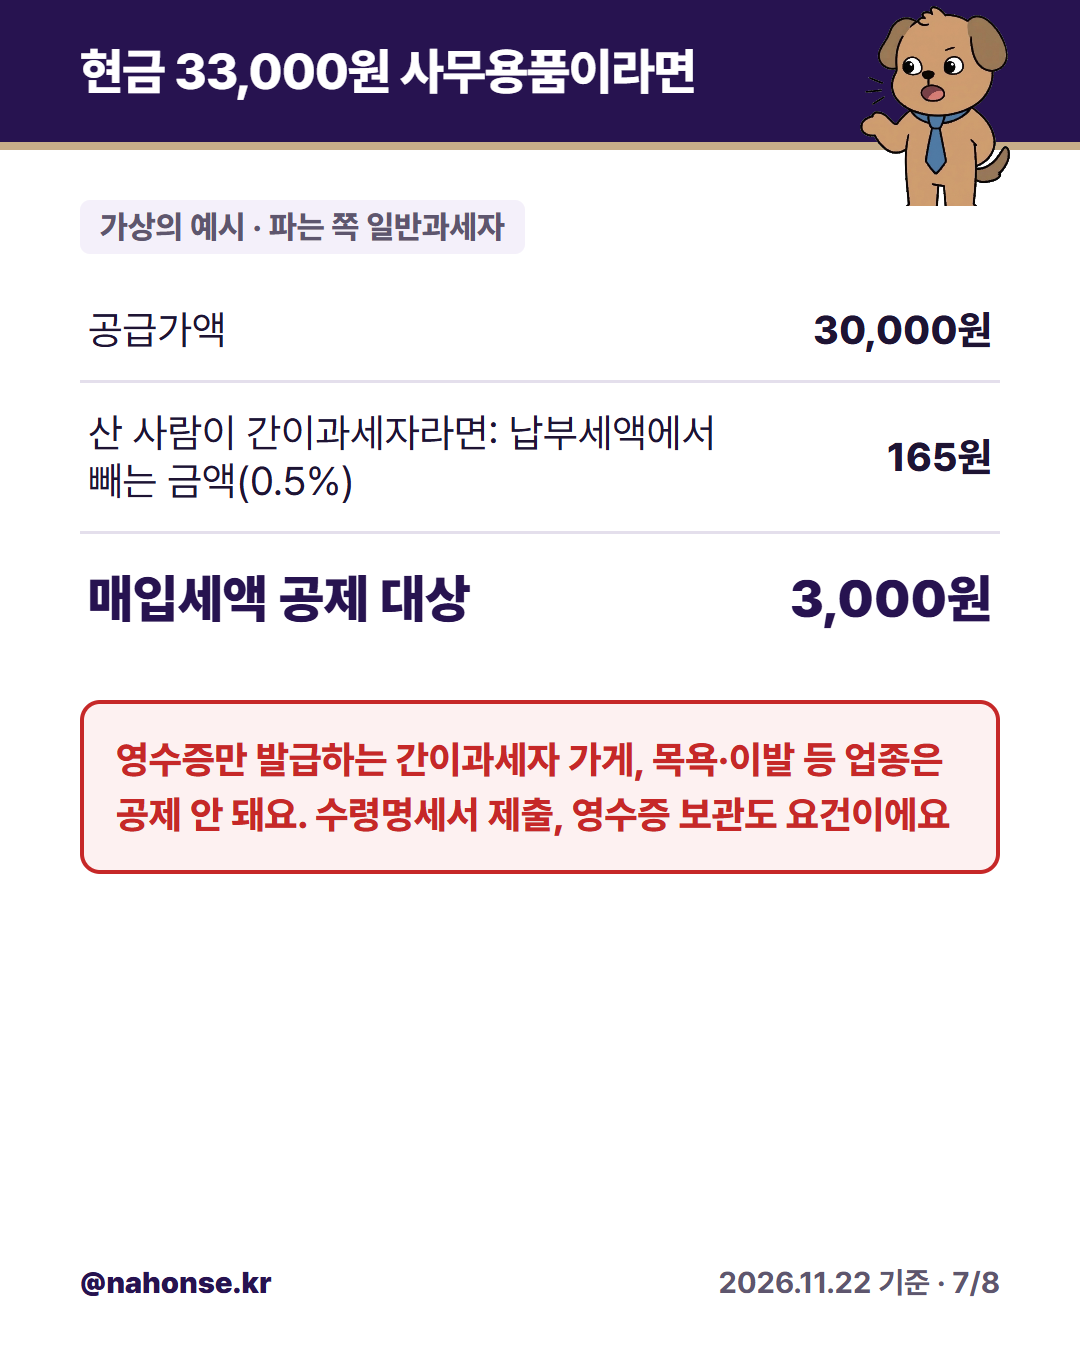 현금 33,000원 사무용품이라면
가상의 예시 · 파는 쪽 일반과세자
공급가액 30,000원
산 사람이 간이과세자라면: 납부세액에서
빼는 금액(0.5%) 165원
매입세액 공제 대상 3,000원
영수증만 발급하는 간이과세자 가게, 목욕·이발 등 업종은
공제 안 돼요. 수령명세서 제출, 영수증 보관도 요건이에요
@nahonse.kr 2026.11.22 기준 · 7/8